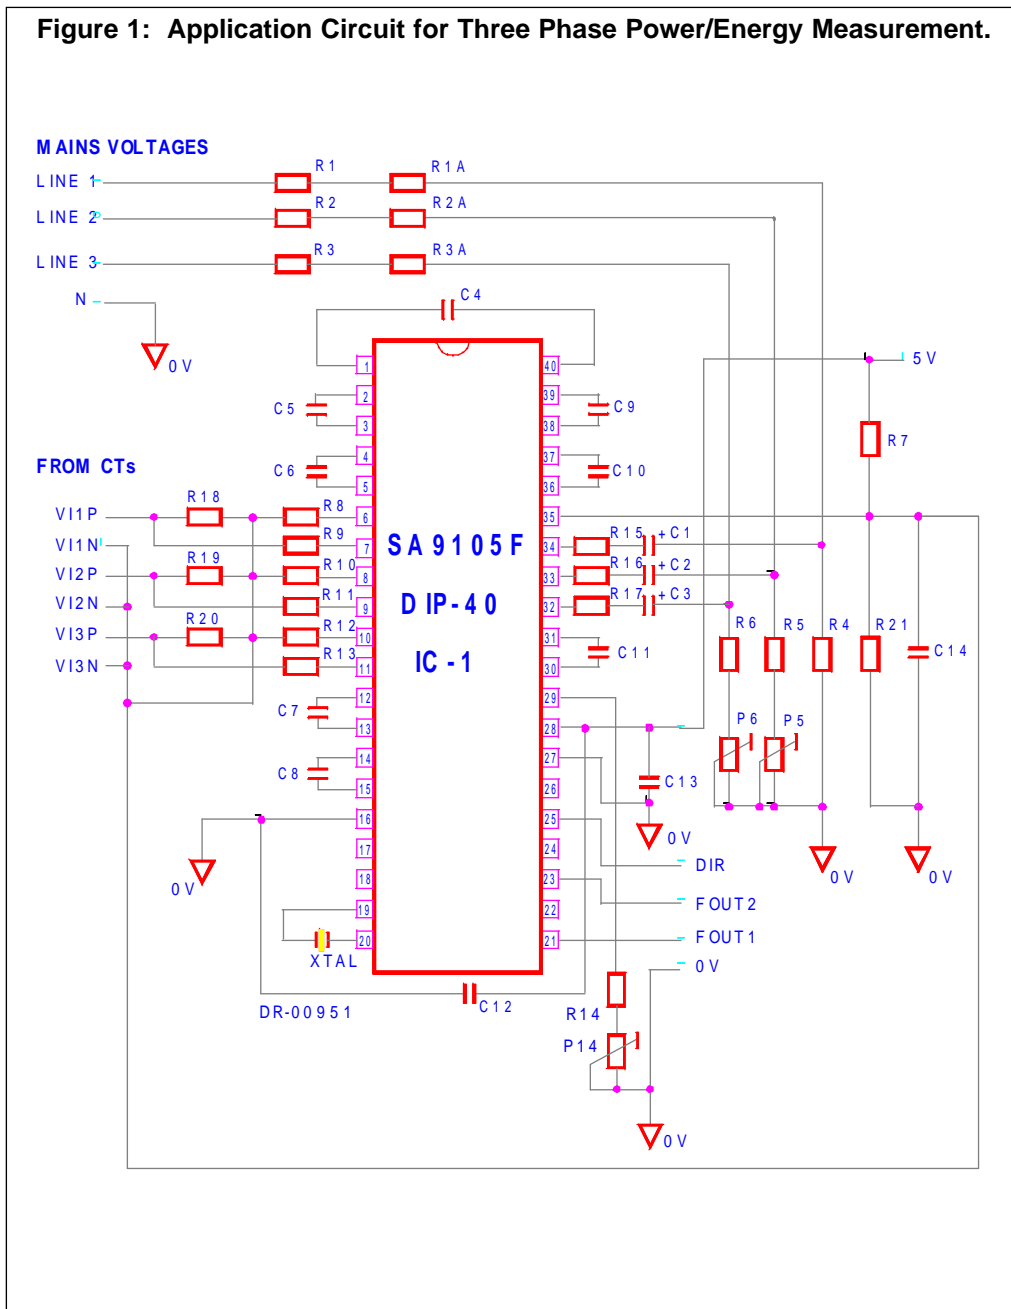 Figure 1: Application Circuit for Three Phase Power/Energy Measurement.
MAINS VOLTAGES
LINE 1
R1
R1A
LINE 2
R2
R2A
LINE 3
R3
R3A
N
0V
C4
1
40
5V
2
39
C5
C9
3
38
R7
4
37
FROM CTs
C6
C10
5
36
R18
R8
VI1P
6
35
R9
R15
+C1
VI1N
7
SA9105F
34
R19
R10
R16
+C2
VI2P
8
33
R11
R17
+C3
VI2N
9
DIP-40
32
R20
R12
VI3P
10
31
R6
R5
R4
R21
C14
R13
C11
VI3N
11
IC-1
30
12
29
C7
13
28
P6
P5
14
27
C8
C13
15
26
16
25
0V
17
24
DIR
0V
0V
0V
18
23
FOUT2
19
22
20
21
FOUT1
XTAL
0V
DR-00951
C12
R14
P14
0V